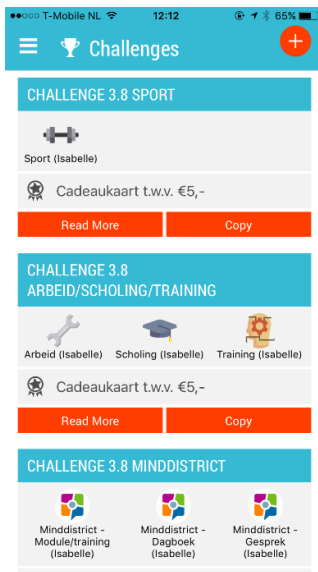 T-Mobile NL 12:12 65%
Challenges
CHALLENGE 3.8 SPORT
Sport (Isabelle)
Cadeaukaart t.w.v. €5,-
Read More Copy
CHALLENGE 3.8
ARBEID/SCHOLING/TRAINING
Arbeid (Isabelle) Scholing (Isabelle) Training (Isabelle)
Cadeaukaart t.w.v. €5,-
Read More Copy
CHALLENGE 3.8 MINDDISTRICT
Minddistrict - Minddistrict - Minddistrict -
Module/training Dagboek Gesprek
(Isabelle) (Isabelle) (Isabelle)